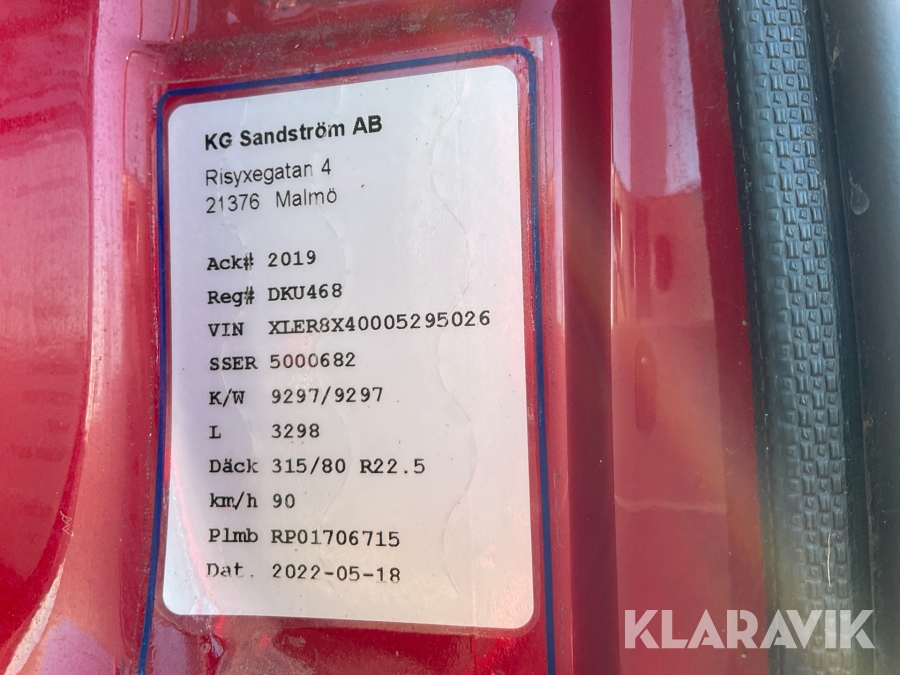 KG Sandström AB
Risyxegatan 4
21376 Malmö
Ack# 2019
Reg# DKU468
VIN XLER8X40005295026
SSER 5000682
K/W 9297/9297
L 3298
Däck 315/80 R22.5
km/h 90
Plmb RP01706715
Dat. 2022-05-18
KLARAVIK